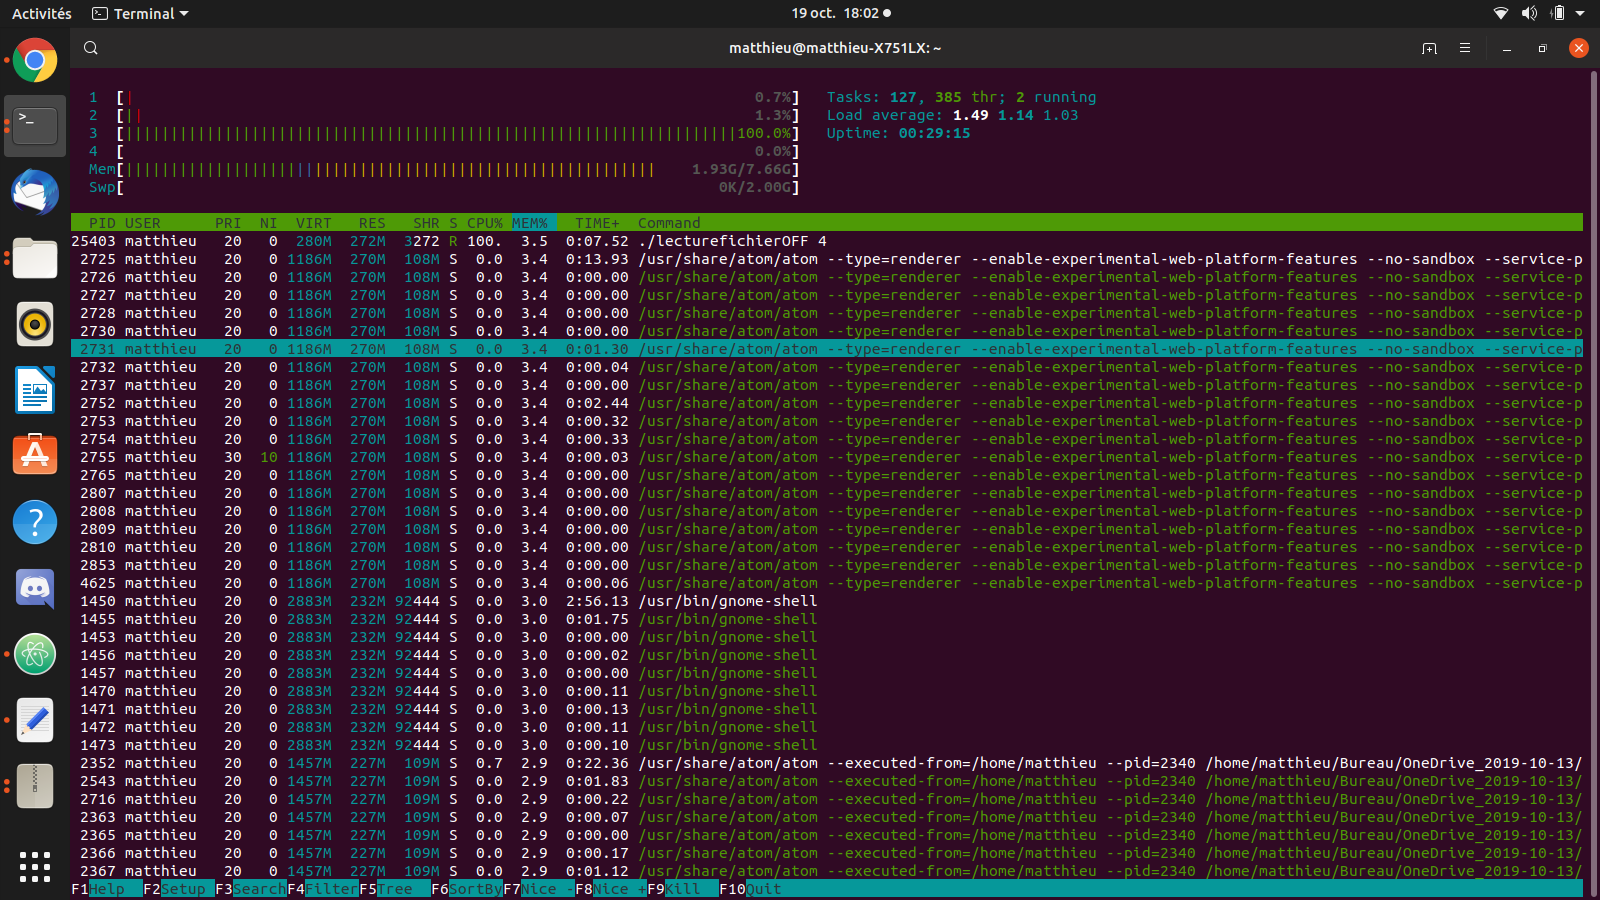 Activités Terminal 19 oct. 18:02
matthieu@matthieu-X751LX: ~
1 [| 0.7%] Tasks: 127, 385 thr; 2 running
2 [|| 1.3%] Load average: 1.49 1.14 1.03
3 [||||||||||||||||||||||||||||||||||||||||||||||||||||||||||||||||||||100.0%] Uptime: 00:29:15
4 [ 0.0%]
Mem[||||||||||||||||||||||||||||||||||||||||||||||||||||||||||| 1.93G/7.66G]
Swp[ 0K/2.00G]
PID USER PRI NI VIRT RES SHR S CPU% MEM% TIME+ Command
25403 matthieu 20 0 280M 272M 3272 R 100. 3.5 0:07.52 ./lecturefichierOFF 4
2725 matthieu 20 0 1186M 270M 108M S 0.0 3.4 0:13.93 /usr/share/atom/atom --type=renderer --enable-experimental-web-platform-features --no-sandbox --service-p
2726 matthieu 20 0 1186M 270M 108M S 0.0 3.4 0:00.00 /usr/share/atom/atom --type=renderer --enable-experimental-web-platform-features --no-sandbox --service-p
2727 matthieu 20 0 1186M 270M 108M S 0.0 3.4 0:00.00 /usr/share/atom/atom --type=renderer --enable-experimental-web-platform-features --no-sandbox --service-p
2728 matthieu 20 0 1186M 270M 108M S 0.0 3.4 0:00.00 /usr/share/atom/atom --type=renderer --enable-experimental-web-platform-features --no-sandbox --service-p
2730 matthieu 20 0 1186M 270M 108M S 0.0 3.4 0:00.00 /usr/share/atom/atom --type=renderer --enable-experimental-web-platform-features --no-sandbox --service-p
2731 matthieu 20 0 1186M 270M 108M S 0.0 3.4 0:01.30 /usr/share/atom/atom --type=renderer --enable-experimental-web-platform-features --no-sandbox --service-p
2732 matthieu 20 0 1186M 270M 108M S 0.0 3.4 0:00.04 /usr/share/atom/atom --type=renderer --enable-experimental-web-platform-features --no-sandbox --service-p
2737 matthieu 20 0 1186M 270M 108M S 0.0 3.4 0:00.00 /usr/share/atom/atom --type=renderer --enable-experimental-web-platform-features --no-sandbox --service-p
2752 matthieu 20 0 1186M 270M 108M S 0.0 3.4 0:02.44 /usr/share/atom/atom --type=renderer --enable-experimental-web-platform-features --no-sandbox --service-p
2753 matthieu 20 0 1186M 270M 108M S 0.0 3.4 0:00.32 /usr/share/atom/atom --type=renderer --enable-experimental-web-platform-features --no-sandbox --service-p
2754 matthieu 20 0 1186M 270M 108M S 0.0 3.4 0:00.33 /usr/share/atom/atom --type=renderer --enable-experimental-web-platform-features --no-sandbox --service-p
2755 matthieu 30 10 1186M 270M 108M S 0.0 3.4 0:00.03 /usr/share/atom/atom --type=renderer --enable-experimental-web-platform-features --no-sandbox --service-p
2765 matthieu 20 0 1186M 270M 108M S 0.0 3.4 0:00.00 /usr/share/atom/atom --type=renderer --enable-experimental-web-platform-features --no-sandbox --service-p
2807 matthieu 20 0 1186M 270M 108M S 0.0 3.4 0:00.00 /usr/share/atom/atom --type=renderer --enable-experimental-web-platform-features --no-sandbox --service-p
2808 matthieu 20 0 1186M 270M 108M S 0.0 3.4 0:00.00 /usr/share/atom/atom --type=renderer --enable-experimental-web-platform-features --no-sandbox --service-p
2809 matthieu 20 0 1186M 270M 108M S 0.0 3.4 0:00.00 /usr/share/atom/atom --type=renderer --enable-experimental-web-platform-features --no-sandbox --service-p
2810 matthieu 20 0 1186M 270M 108M S 0.0 3.4 0:00.00 /usr/share/atom/atom --type=renderer --enable-experimental-web-platform-features --no-sandbox --service-p
2853 matthieu 20 0 1186M 270M 108M S 0.0 3.4 0:00.00 /usr/share/atom/atom --type=renderer --enable-experimental-web-platform-features --no-sandbox --service-p
4625 matthieu 20 0 1186M 270M 108M S 0.0 3.4 0:00.06 /usr/share/atom/atom --type=renderer --enable-experimental-web-platform-features --no-sandbox --service-p
1450 matthieu 20 0 2883M 232M 92444 S 0.0 3.0 2:56.13 /usr/bin/gnome-shell
1455 matthieu 20 0 2883M 232M 92444 S 0.0 3.0 0:01.75 /usr/bin/gnome-shell
1453 matthieu 20 0 2883M 232M 92444 S 0.0 3.0 0:00.00 /usr/bin/gnome-shell
1456 matthieu 20 0 2883M 232M 92444 S 0.0 3.0 0:00.02 /usr/bin/gnome-shell
1457 matthieu 20 0 2883M 232M 92444 S 0.0 3.0 0:00.00 /usr/bin/gnome-shell
1470 matthieu 20 0 2883M 232M 92444 S 0.0 3.0 0:00.11 /usr/bin/gnome-shell
1471 matthieu 20 0 2883M 232M 92444 S 0.0 3.0 0:00.13 /usr/bin/gnome-shell
1472 matthieu 20 0 2883M 232M 92444 S 0.0 3.0 0:00.11 /usr/bin/gnome-shell
1473 matthieu 20 0 2883M 232M 92444 S 0.0 3.0 0:00.10 /usr/bin/gnome-shell
2352 matthieu 20 0 1457M 227M 109M S 0.7 2.9 0:22.36 /usr/share/atom/atom --executed-from=/home/matthieu --pid=2340 /home/matthieu/Bureau/OneDrive_2019-10-13/
2543 matthieu 20 0 1457M 227M 109M S 0.0 2.9 0:01.83 /usr/share/atom/atom --executed-from=/home/matthieu --pid=2340 /home/matthieu/Bureau/OneDrive_2019-10-13/
2716 matthieu 20 0 1457M 227M 109M S 0.0 2.9 0:00.22 /usr/share/atom/atom --executed-from=/home/matthieu --pid=2340 /home/matthieu/Bureau/OneDrive_2019-10-13/
2363 matthieu 20 0 1457M 227M 109M S 0.0 2.9 0:00.07 /usr/share/atom/atom --executed-from=/home/matthieu --pid=2340 /home/matthieu/Bureau/OneDrive_2019-10-13/
2365 matthieu 20 0 1457M 227M 109M S 0.0 2.9 0:00.00 /usr/share/atom/atom --executed-from=/home/matthieu --pid=2340 /home/matthieu/Bureau/OneDrive_2019-10-13/
2366 matthieu 20 0 1457M 227M 109M S 0.0 2.9 0:00.17 /usr/share/atom/atom --executed-from=/home/matthieu --pid=2340 /home/matthieu/Bureau/OneDrive_2019-10-13/
2367 matthieu 20 0 1457M 227M 109M S 0.0 2.9 0:01.12 /usr/share/atom/atom --executed-from=/home/matthieu --pid=2340 /home/matthieu/Bureau/OneDrive_2019-10-13/
F1Help F2Setup F3SearchF4FilterF5Tree F6SortByF7Nice -F8Nice +F9Kill F10Quit